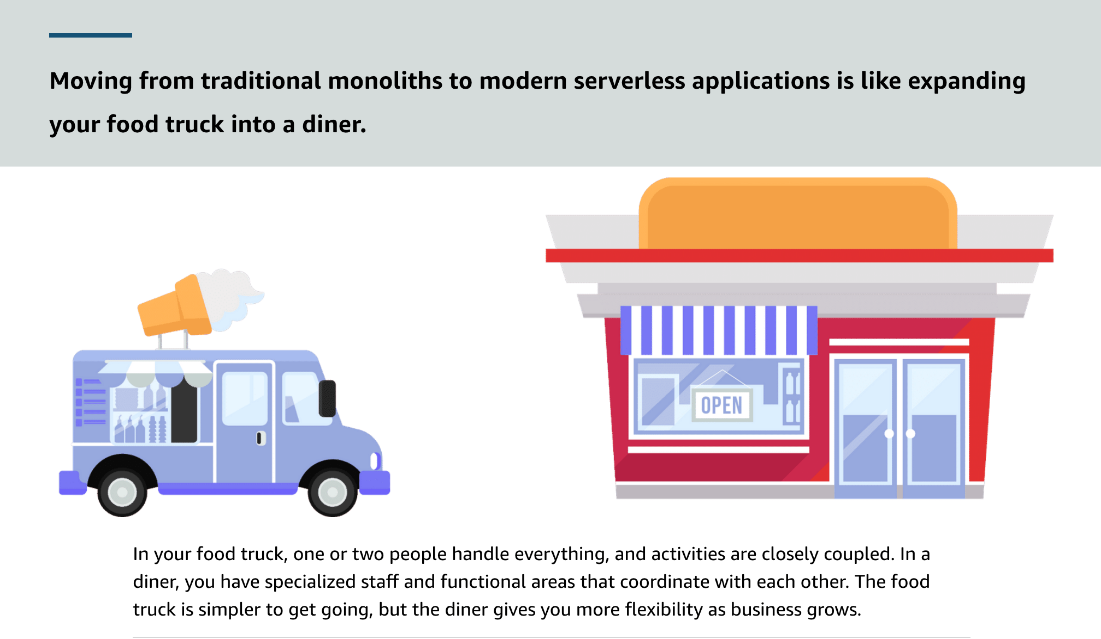 Moving from traditional monoliths to modern serverless applications is like expanding
your food truck into a diner.
OPEN
In your food truck, one or two people handle everything, and activities are closely coupled. In a
diner, you have specialized staff and functional areas that coordinate with each other. The food
truck is simpler to get going, but the diner gives you more flexibility as business grows.